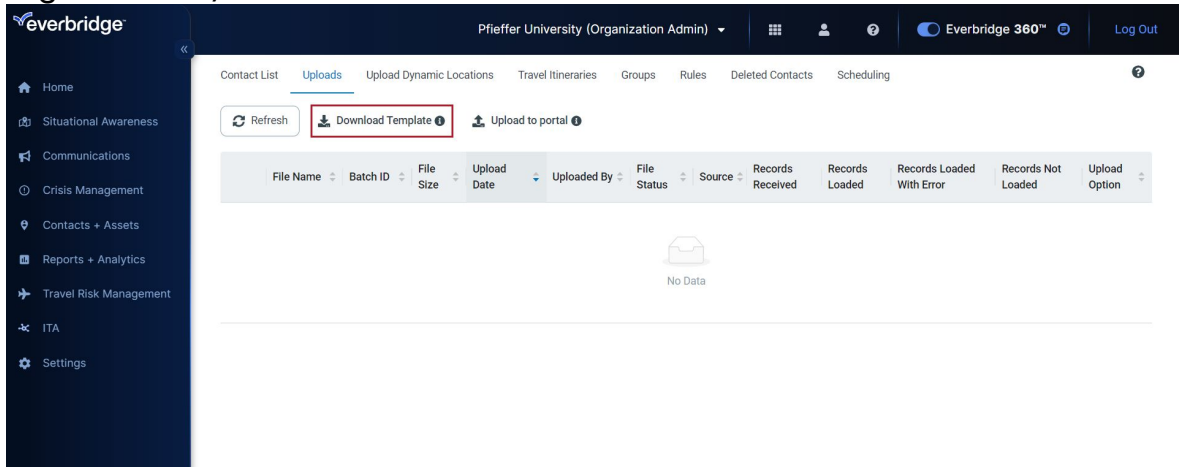 everbridge™
Pfieffer University (Organization Admin)
Everbridge 360™
Log Out
«
Home
Situational Awareness
Communications
Crisis Management
Contacts + Assets
Reports + Analytics
Travel Risk Management
ITA
Settings
Contact List Uploads Upload Dynamic Locations Travel Itineraries Groups Rules Deleted Contacts Scheduling
Refresh Download Template Upload to portal
File Name Batch ID File Size Upload Date Uploaded By File Status Source Records Received Records Loaded Records Loaded With Error Records Not Loaded Upload Option
No Data